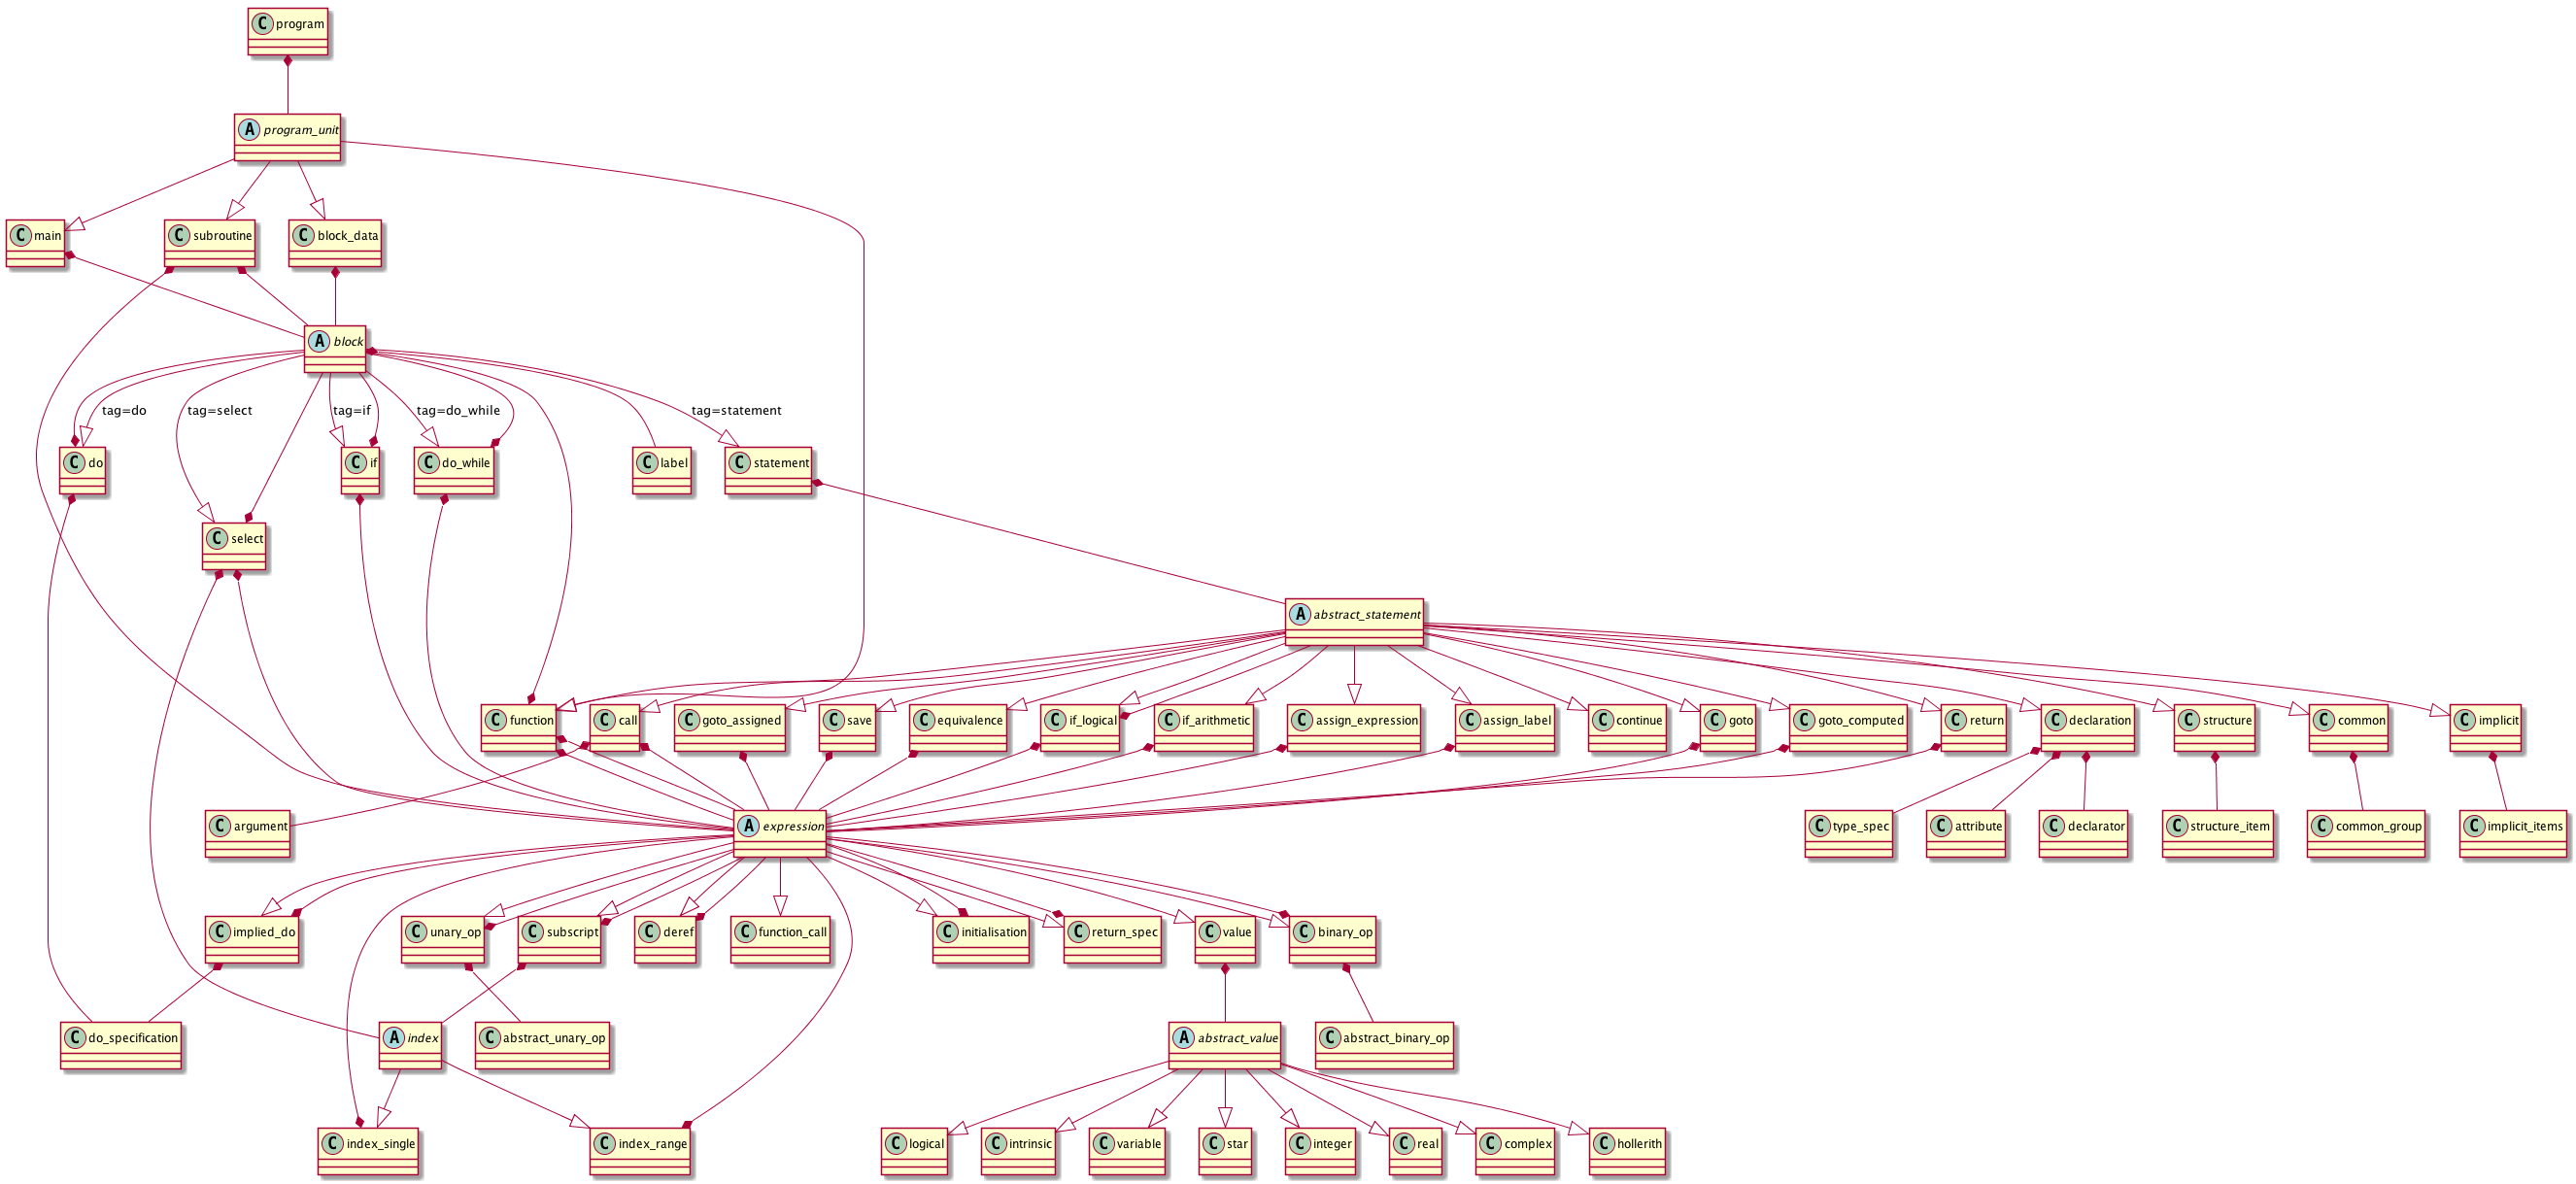 C program
A program_unit
C main
C subroutine
C block_data
A block
tag=do
tag=select
tag=if
tag=do_while
tag=statement
C do
C if
C do_while
C label
C statement
C select
A abstract_statement
C function
C call
C goto_assigned
C save
C equivalence
C if_logical
C if_arithmetic
C assign_expression
C assign_label
C continue
C goto
C goto_computed
C return
C declaration
C structure
C common
C implicit
C argument
A expression
C type_spec
C attribute
C declarator
C structure_item
C common_group
C implicit_items
C implied_do
C unary_op
C subscript
C deref
C function_call
C initialisation
C return_spec
C value
C binary_op
C do_specification
A index
C abstract_unary_op
A abstract_value
C abstract_binary_op
C index_single
C index_range
C logical
C intrinsic
C variable
C star
C integer
C real
C complex
C hollerith